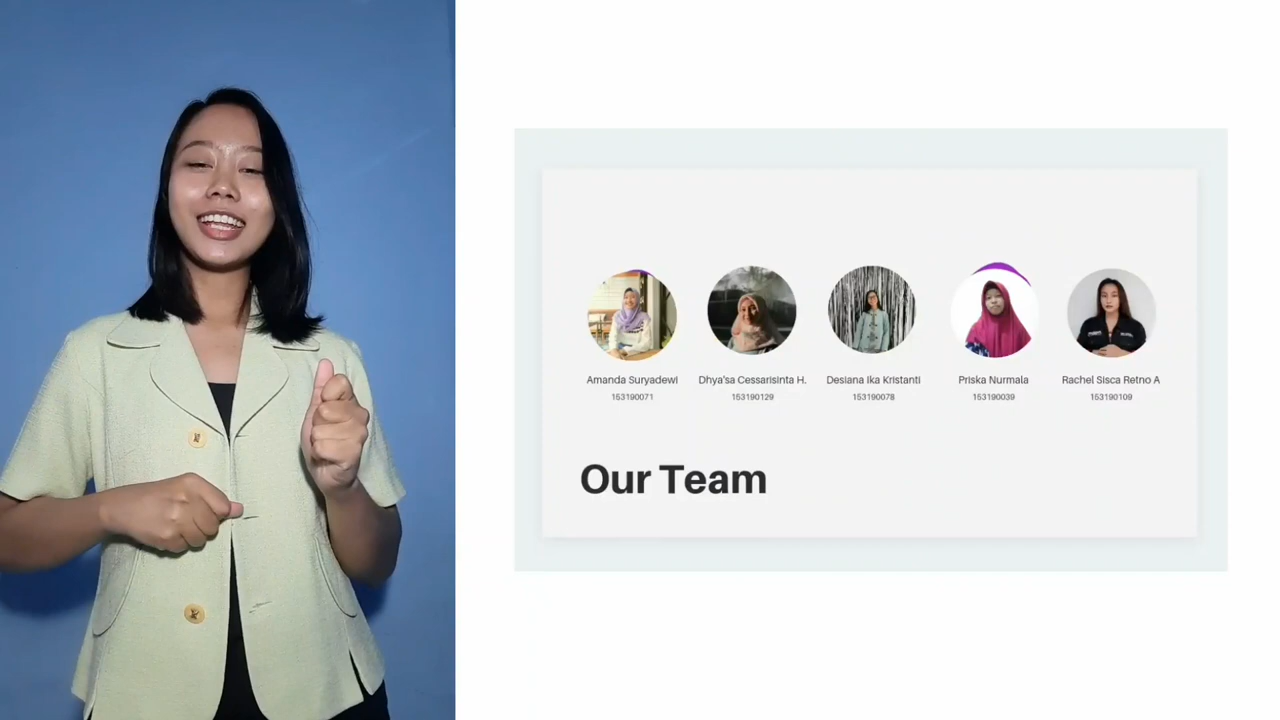 Amanda Suryadewi
153190071
Dhya'sa Cessarisinta H.
153190129
Desiana Ika Kristanti
153190078
Priska Nurmala
153190039
Rachel Sisca Retno A
153190109
Our Team